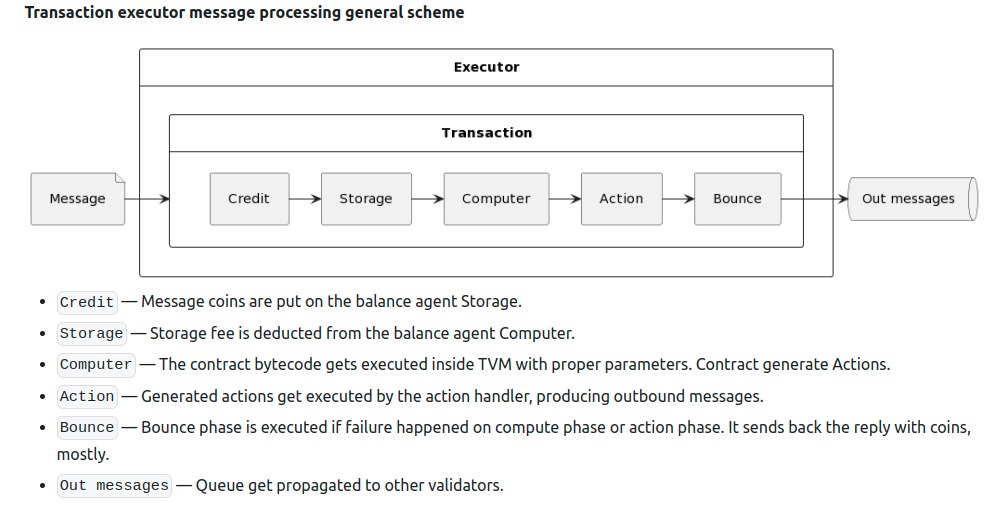 Transaction executor message processing general scheme
Executor
Transaction
Message
Credit
Storage
Computer
Action
Bounce
Out messages
Credit — Message coins are put on the balance agent Storage.
Storage — Storage fee is deducted from the balance agent Computer.
Computer — The contract bytecode gets executed inside TVM with proper parameters. Contract generate Actions.
Action — Generated actions get executed by the action handler, producing outbound messages.
Bounce — Bounce phase is executed if failure happened on compute phase or action phase. It sends back the reply with coins,
mostly.
Out messages — Queue get propagated to other validators.